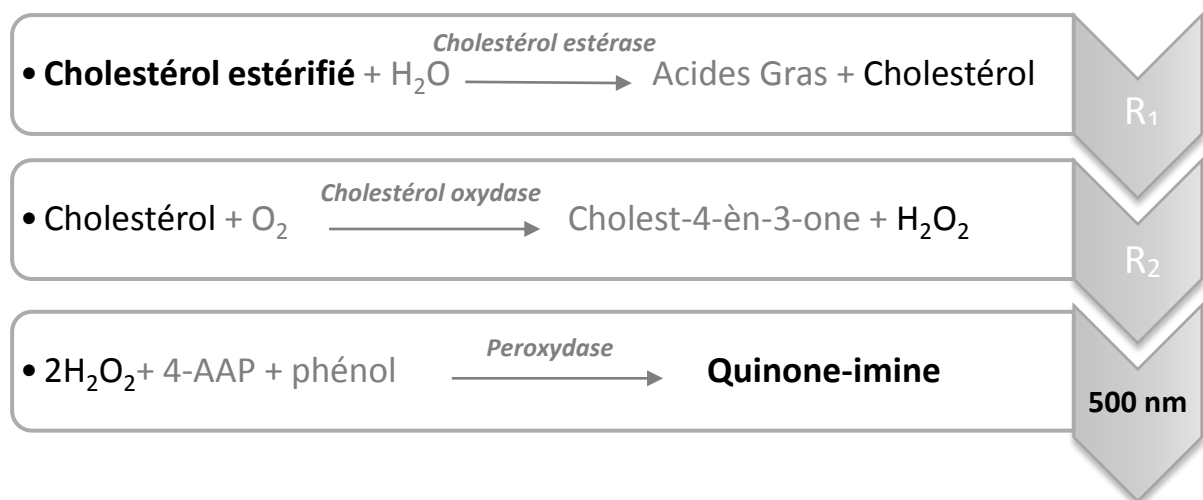 Cholestérol estérase
• Cholestérol estérifié + H₂O Acides Gras + Cholestérol
R₁
Cholestérol oxydase
• Cholestérol + O₂ Cholest-4-èn-3-one + H₂O₂
R₂
Peroxydase
• 2H₂O₂+ 4-AAP + phénol Quinone-imine
500 nm